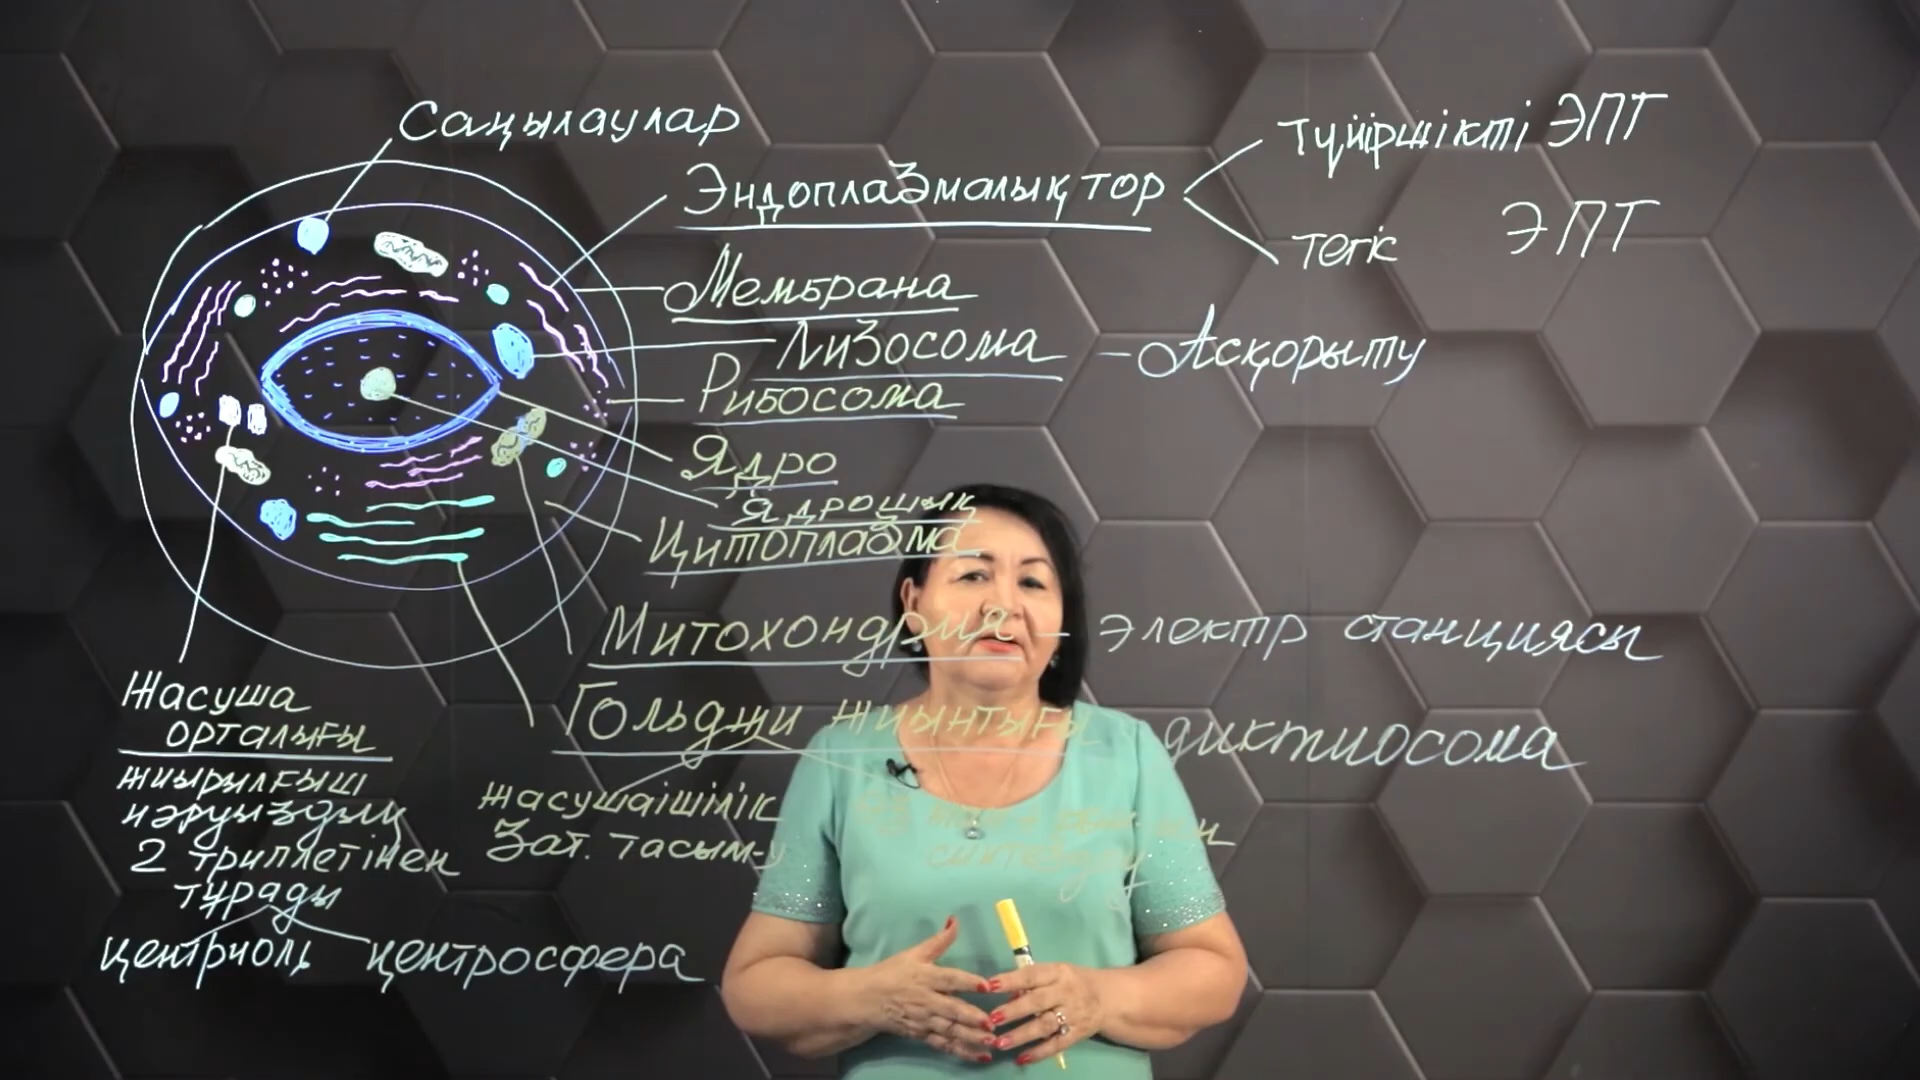 Саңылаулар
Эндоплазмалық тор
түйіршікті ЭПТ
тегіс ЭПТ
Мембрана
Лизосома – Асқорыту
Рибосома
Ядро
Ядрошық
Цитоплазма
Митохондрия – электр станциясы
Гольджи жиынтығы диктиосома
жасушаішілік
зат. тасым-у
синтездеу
Жасуша
орталығы
жиырылғыш
нәруыздың
2 триплетінен
тұрады
центриоль центросфера